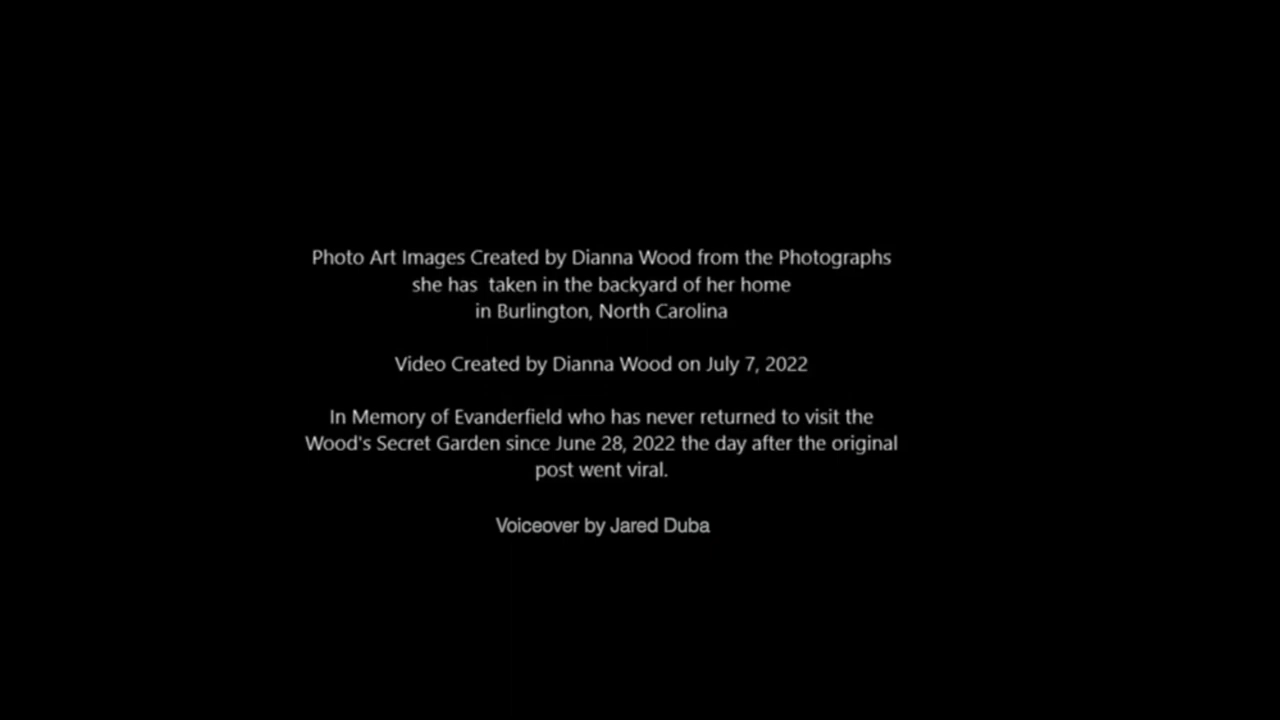 Photo Art Images Created by Dianna Wood from the Photographs
she has  taken in the backyard of her home
in Burlington, North Carolina
Video Created by Dianna Wood on July 7, 2022
In Memory of Evanderfield who has never returned to visit the
Wood's Secret Garden since June 28, 2022 the day after the original
post went viral.
Voiceover by Jared Duba